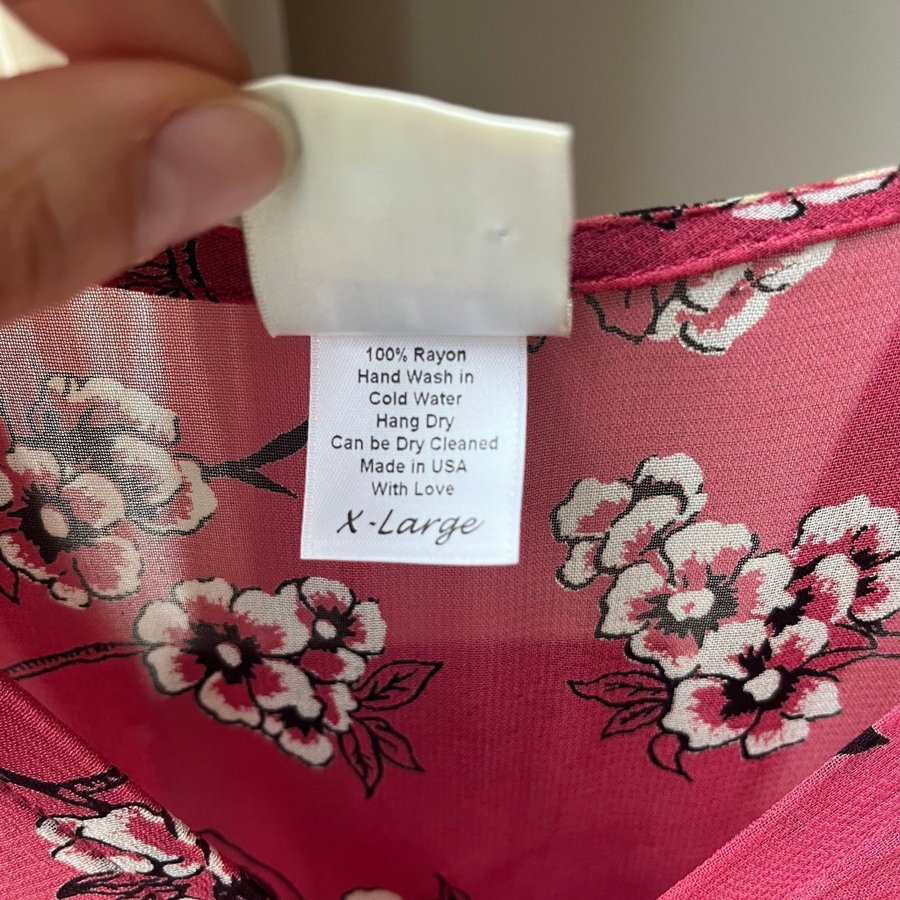 100% Rayon
Hand Wash in
Cold Water
Hang Dry
Can be Dry Cleaned
Made in USA
With Love
X-Large